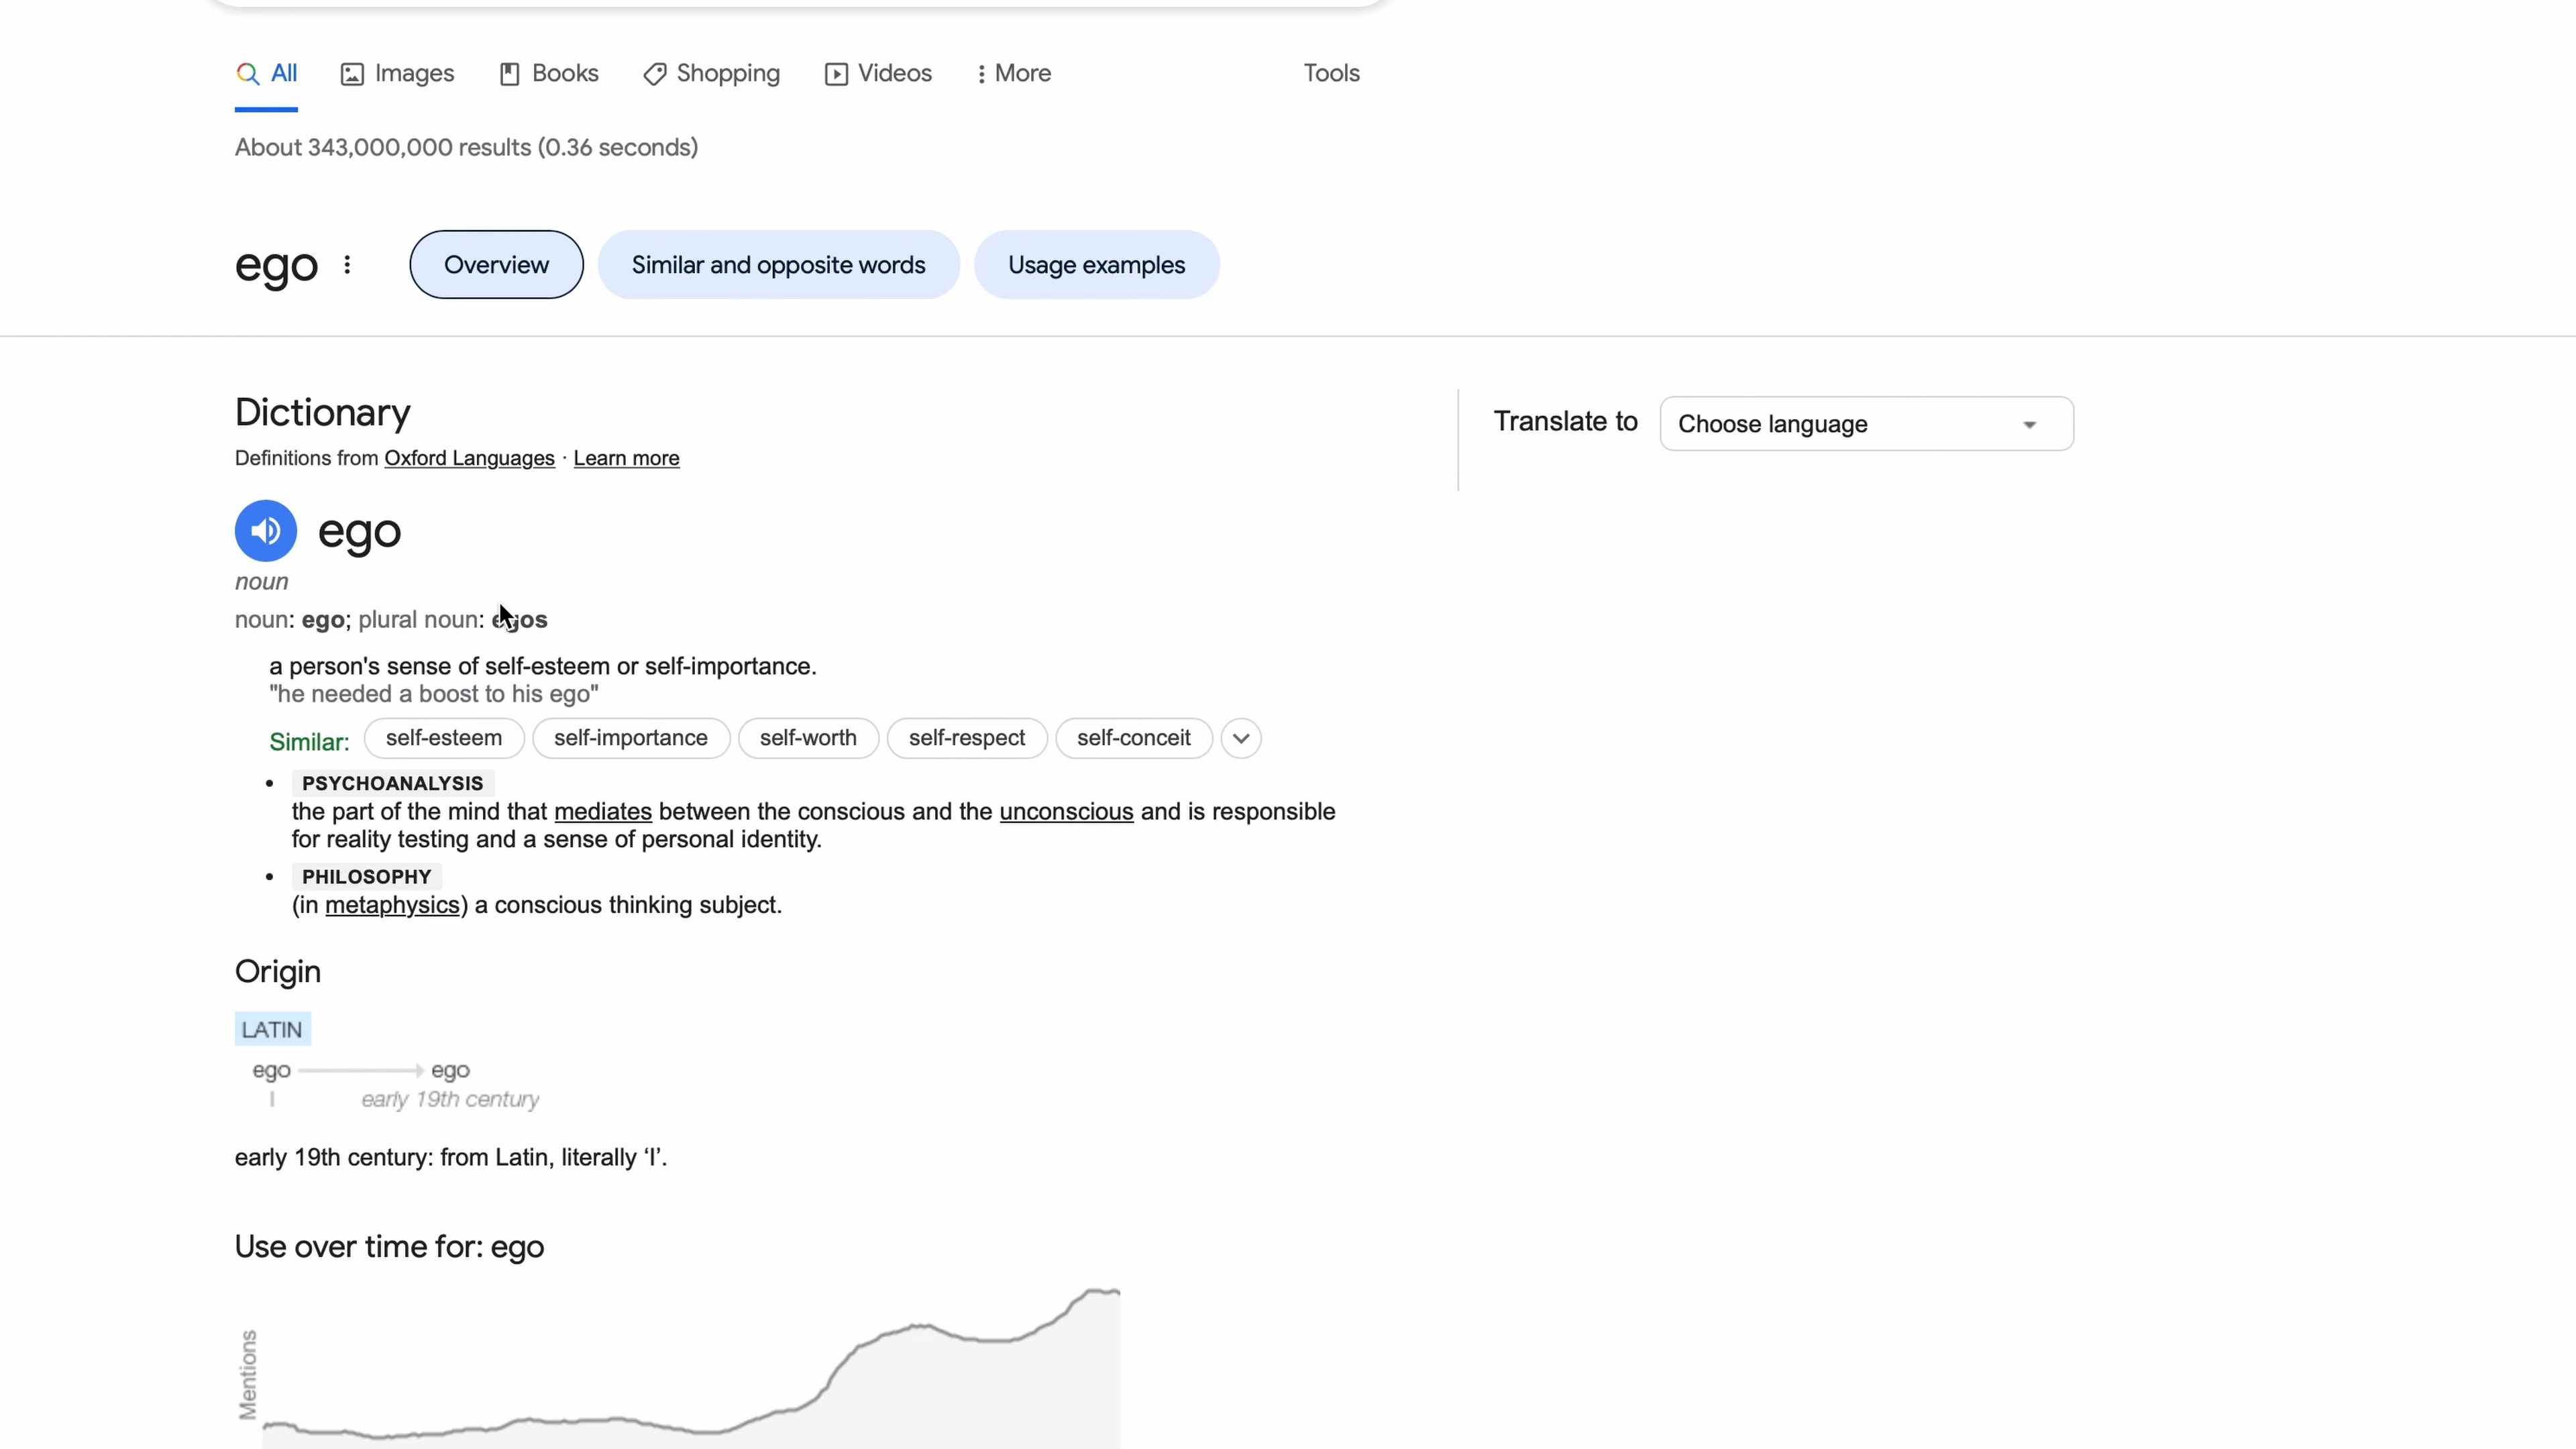 All Images Books Shopping Videos More Tools
About 343,000,000 results (0.36 seconds)
ego Overview Similar and opposite words Usage examples
Dictionary
Translate to Choose language
Definitions from Oxford Languages · Learn more
ego
noun
noun: ego; plural noun: egos
a person's sense of self-esteem or self-importance.
"he needed a boost to his ego"
Similar: self-esteem self-importance self-worth self-respect self-conceit
• PSYCHOANALYSIS
the part of the mind that mediates between the conscious and the unconscious and is responsible
for reality testing and a sense of personal identity.
• PHILOSOPHY
(in metaphysics) a conscious thinking subject.
Origin
LATIN
ego ego
I early 19th century
early 19th century: from Latin, literally ‘I’.
Use over time for: ego
Mentions